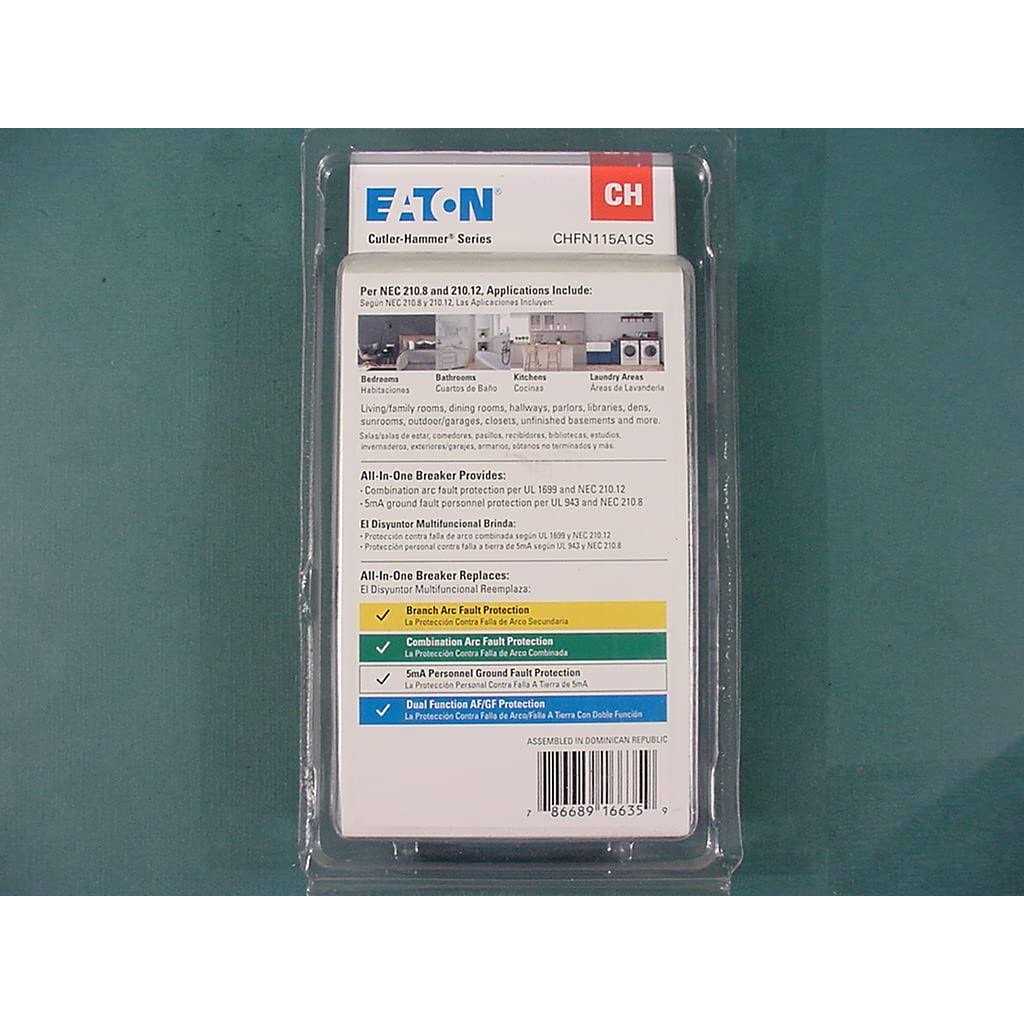 EATON®
CH
Cutler-Hammer® Series
CHFN115A1CS
Per NEC 210.8 and 210.12, Applications Include:
Según NEC 210.8 y 210.12, Las Aplicaciones Incluyen:
Bedrooms
Habitaciones
Bathrooms
Cuartos de Baño
Kitchens
Cocinas
Laundry Areas
Áreas de Lavandería
Living/family rooms, dining rooms, hallways, parlors, libraries, dens,
sunrooms, outdoor/garages, closets, unfinished basements and more.
Salas/salas de estar, comedores, pasillos, recibidores, bibliotecas, estudios,
invernaderos, exteriores/garajes, armarios, sótanos no terminados y más.
All-In-One Breaker Provides:
• Combination arc fault protection per UL 1699 and NEC 210.12
• 5mA ground fault personnel protection per UL 943 and NEC 210.8
El Disyuntor Multifuncional Brinda:
• Protección contra falla de arco combinada según UL 1699 y NEC 210.12
• Protección personal contra falla a tierra de 5mA según UL 943 y NEC 210.8
All-In-One Breaker Replaces:
El Disyuntor Multifuncional Reemplaza:
Branch Arc Fault Protection
La Protección Contra Falla de Arco Secundaria
Combination Arc Fault Protection
La Protección Contra Falla de Arco Combinada
5mA Personnel Ground Fault Protection
La Protección Personal Contra Falla A Tierra de 5mA
Dual Function AF/GF Protection
La Protección Contra Falla de Arco/Falla A Tierra Con Doble Función
ASSEMBLED IN DOMINICAN REPUBLIC
7 86689 16635 9